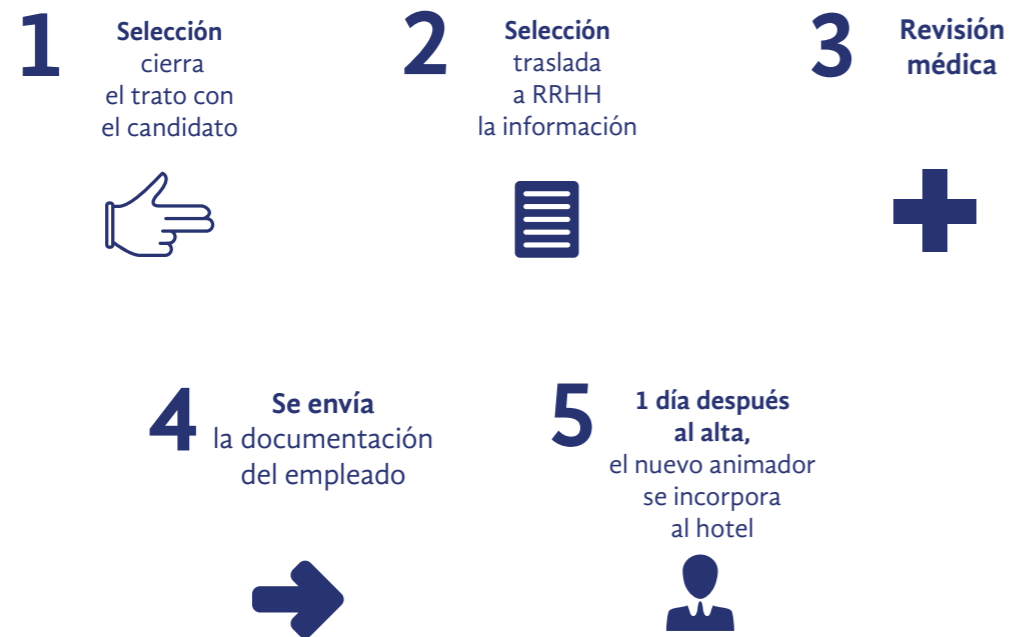 1
Selección
cierra
el trato con
el candidato
2
Selección
traslada
a RRHH
la información
3
Revisión
médica
4
Se envía
la documentación
del empleado
5
1 día después
al alta,
el nuevo animador
se incorpora
al hotel